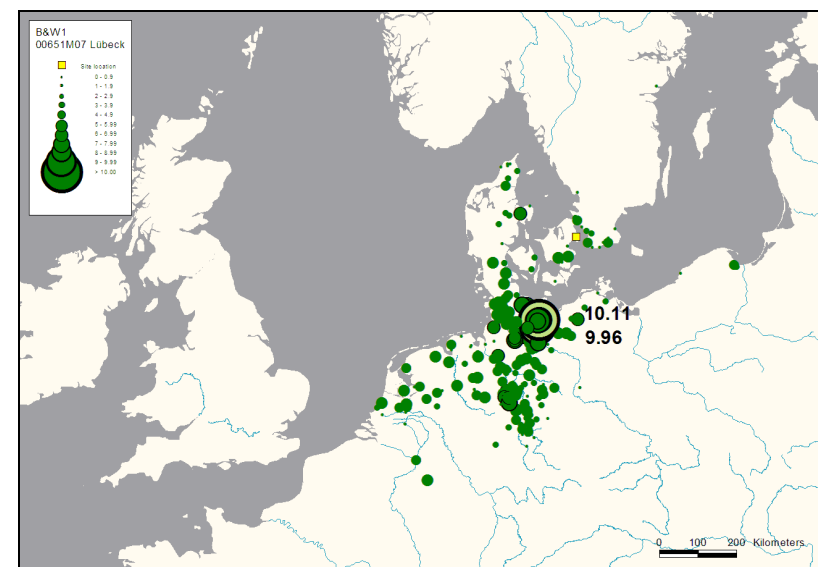 B&W1
00651M07 Lübeck
Site location
0 - 0.9
1 - 1.9
2 - 2.9
3 - 3.9
4 - 4.9
5 - 5.99
6 - 6.99
7 - 7.99
8 - 8.99
9 - 9.99
> 10.00
10.11
9.96
0 100 200 Kilometers